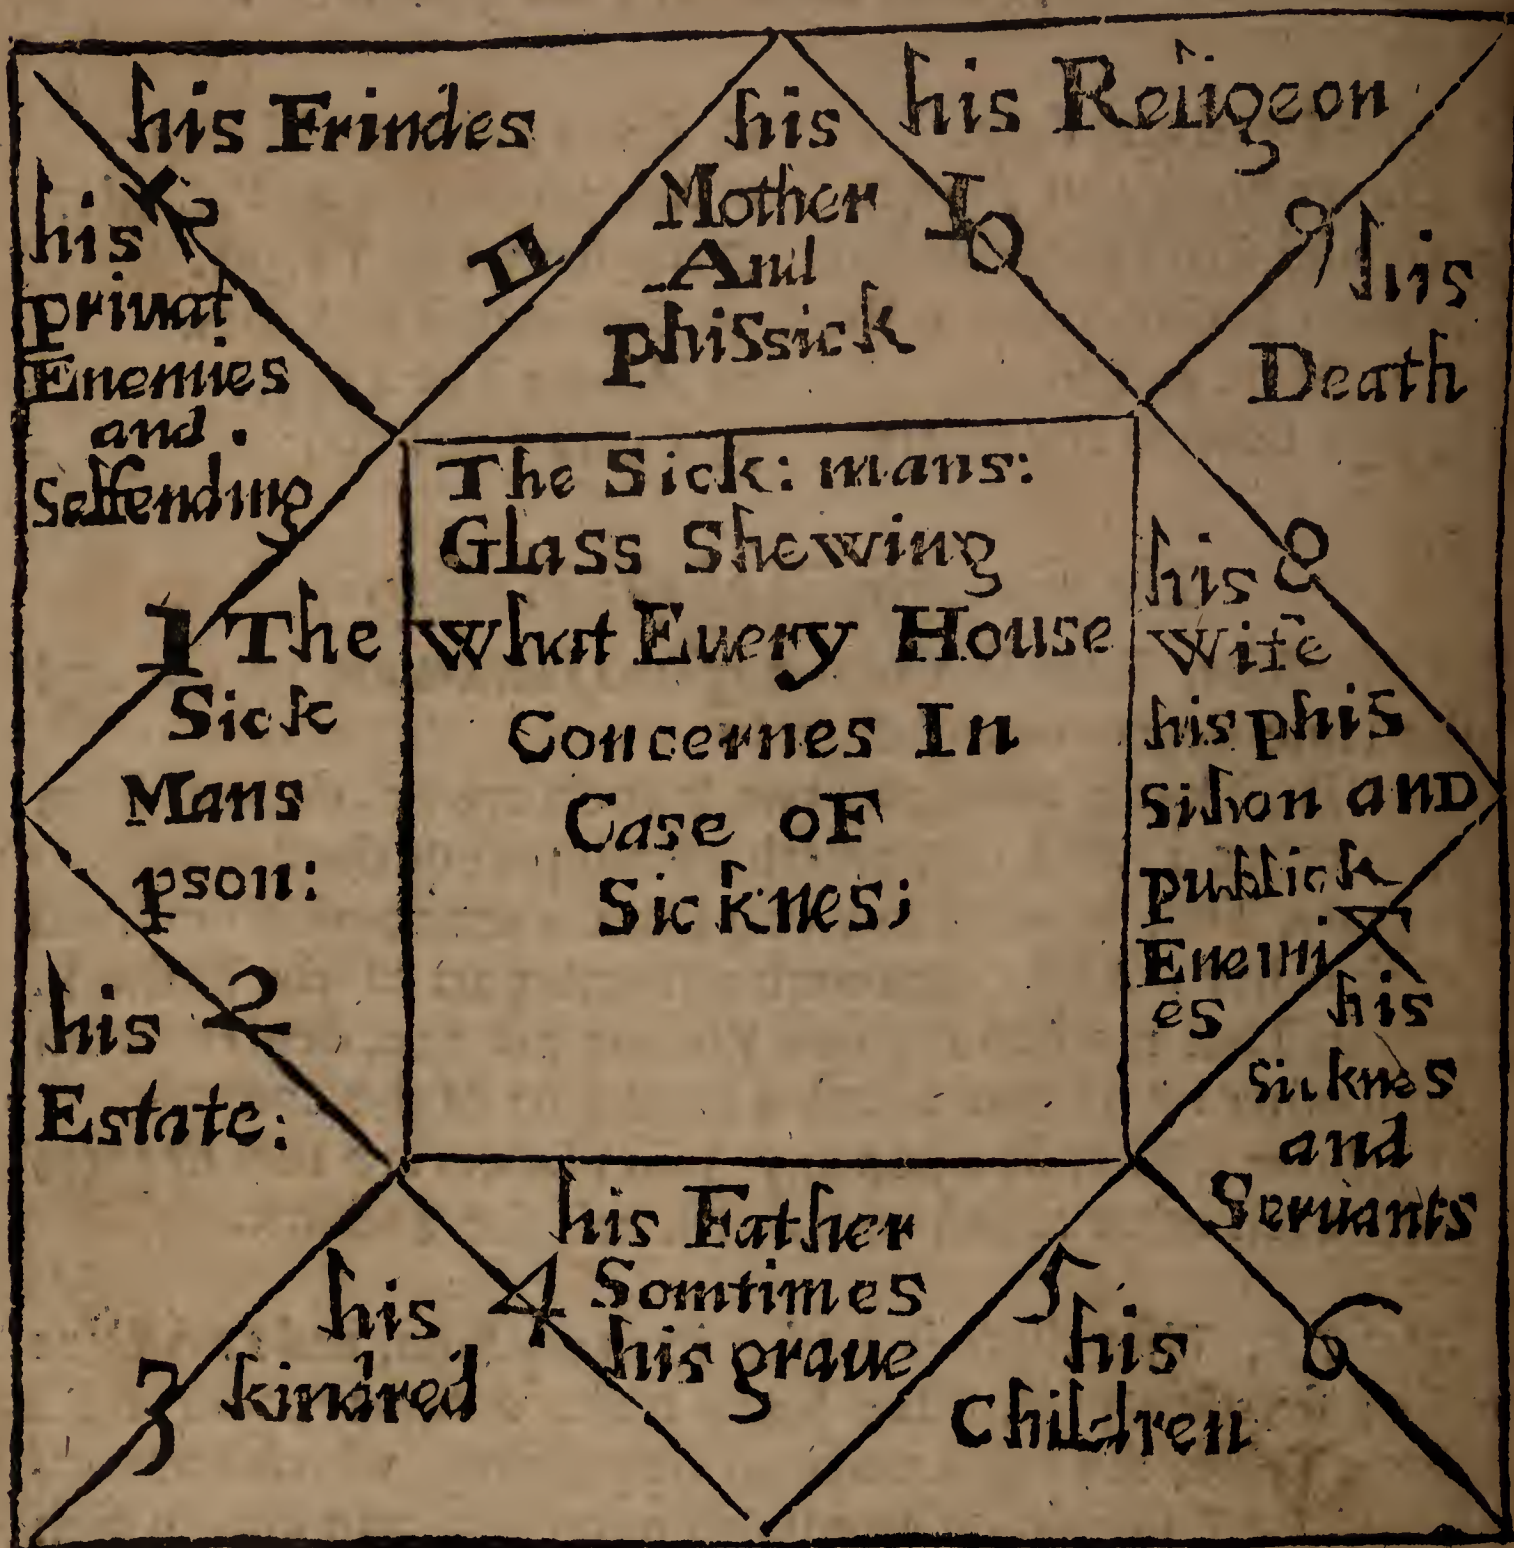 The Sick: mans:
Glass Shewing
What Euery House
Concernes In
Case oF
Sicknes;
1 The
Sick
Mans
pson:
2
his
Estate:
3
his
kindred
4
his Father
Somtimes
his graue
5
his
Children
6
his
Sicknes
and
Seruants
7
his
Wife
his phis
Sihon anD
publick
Enemi
es
8
his
Death
9
his Religeon
10
his
Mother
And
phissick
11
his Frindes
12
his
priuat
Enemies
and
Selfending